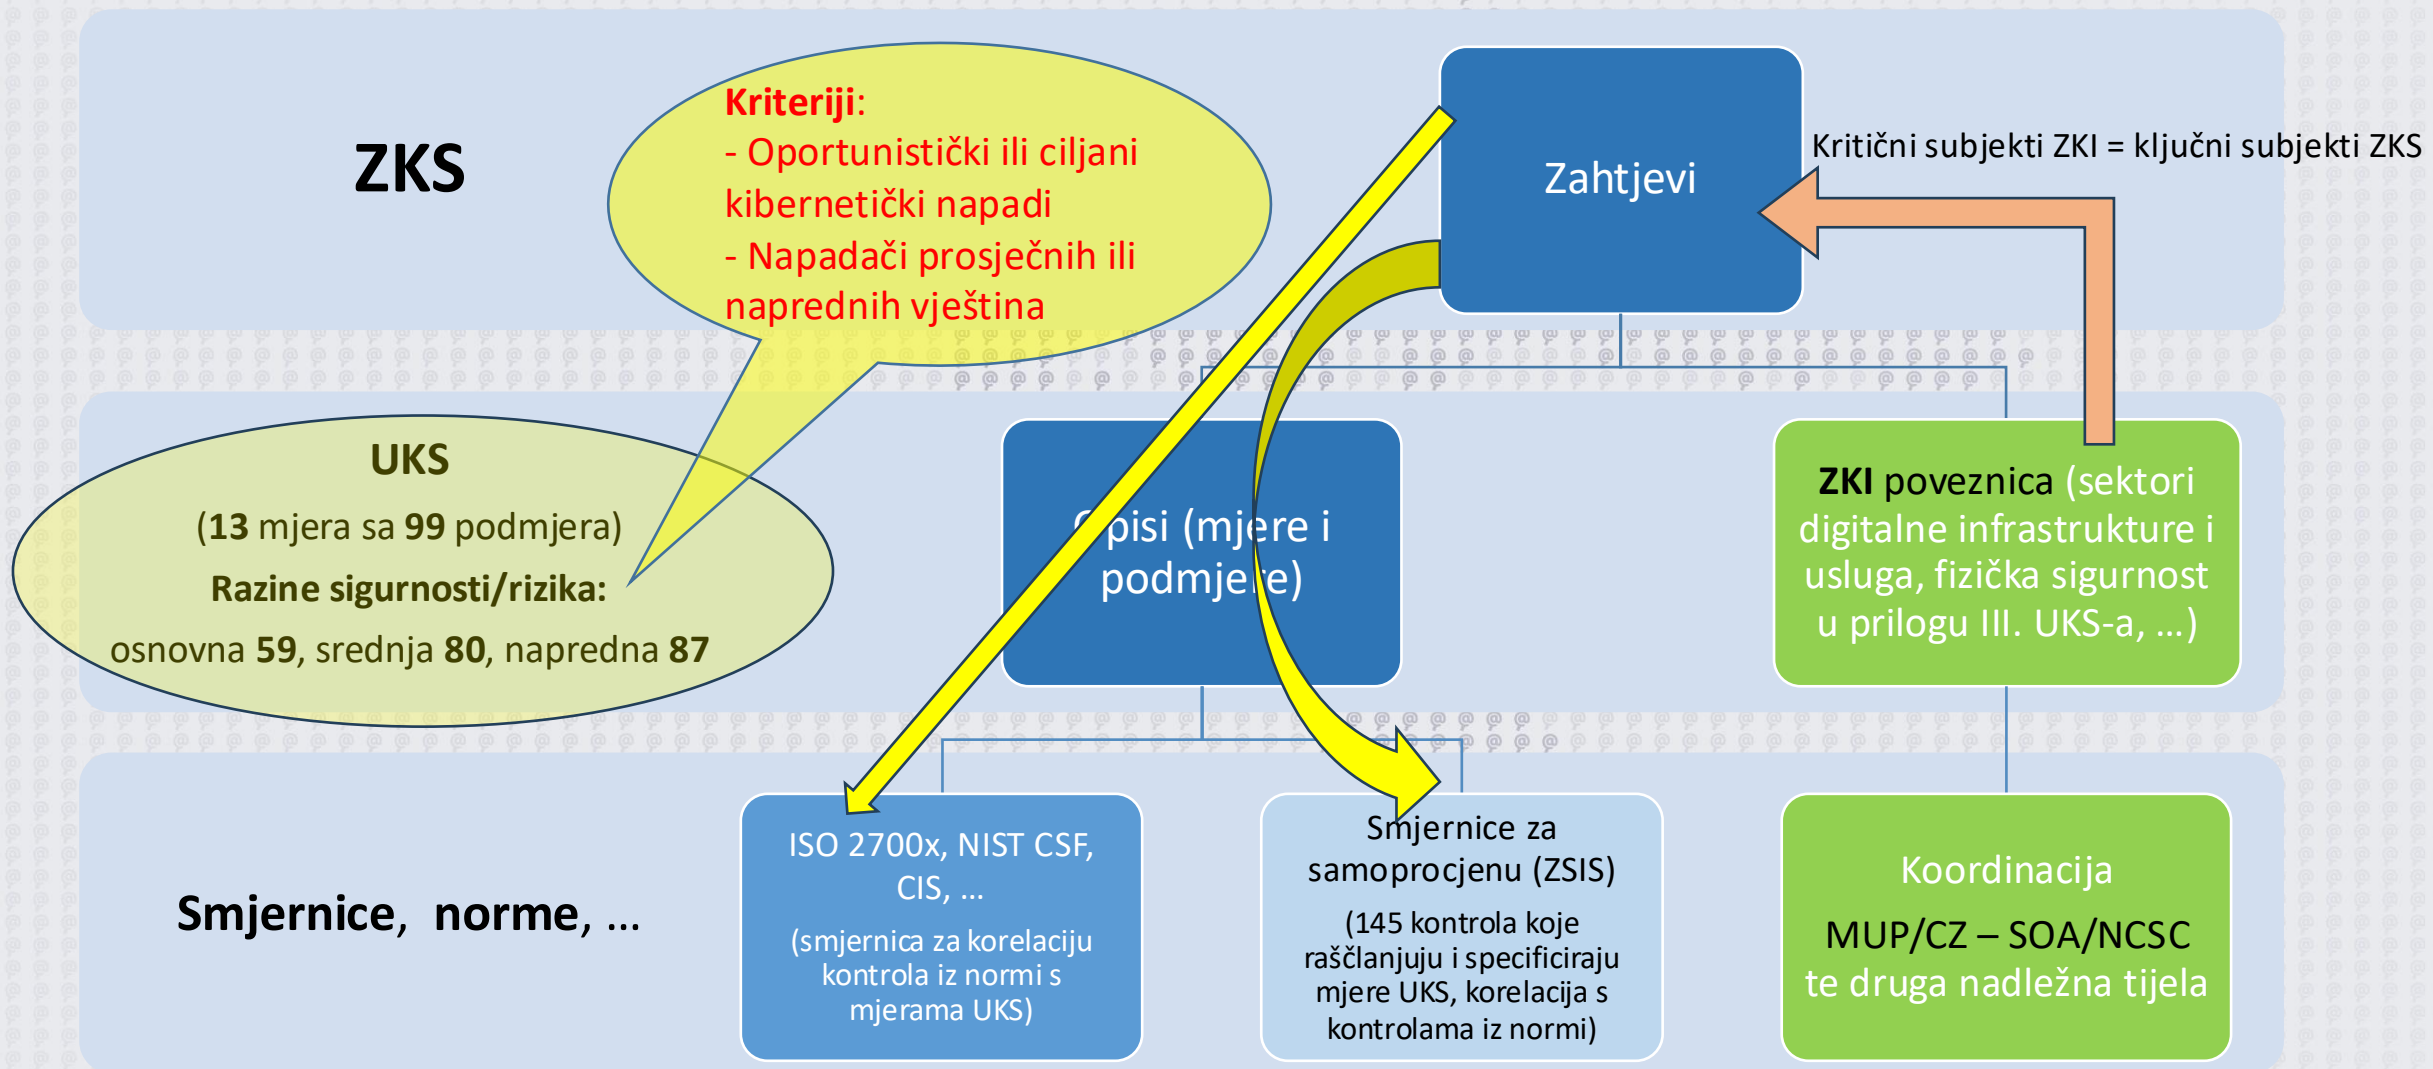 ZKS
Kriteriji:
- Oportunistički ili ciljani
kibernetički napadi
- Napadači prosječnih ili
naprednih vještina
Zahtjevi
Kritični subjekti ZKI = ključni subjekti ZKS
UKS
(13 mjera sa 99 podmjera)
Razine sigurnosti/rizika:
osnovna 59, srednja 80, napredna 87
Opisi (mjere i
podmjere)
ZKI poveznica (sektori
digitalne infrastrukture i
usluga, fizička sigurnost
u prilogu III. UKS-a, ...)
Smjernice, norme, ...
ISO 2700x, NIST CSF,
CIS, ...
(smjernica za korelaciju
kontrola iz normi s
mjerama UKS)
Smjernice za
samoprocjenu (ZSIS)
(145 kontrola koje
raščlanjuju i specificiraju
mjere UKS, korelacija s
kontrolama iz normi)
Koordinacija
MUP/CZ – SOA/NCSC
te druga nadležna tijela